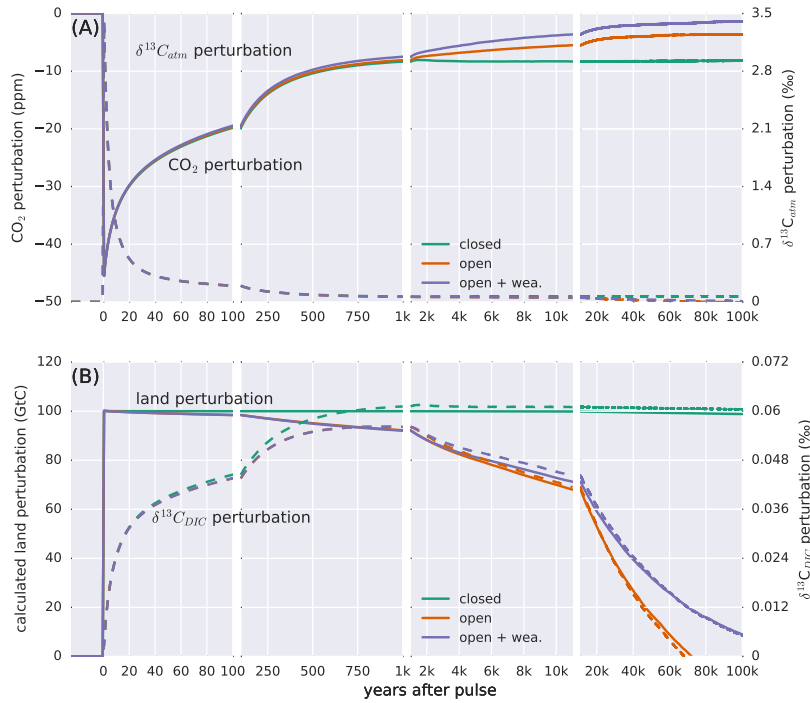 (A)
δ¹³C_atm perturbation
CO₂ perturbation
CO₂ perturbation (ppm)
0
−10
−20
−30
−40
−50
δ¹³C_atm perturbation (‰)
3.5
2.9
2.3
1.8
1.4
0.7
0
closed
open
open + wea.
0 20 40 60 80 100 250 500 750 1k 2k 4k 6k 8k 10k 20k 40k 60k 80k 100k
(B)
land perturbation
δ¹³C_DIC perturbation
calculated land perturbation (GtC)
120
100
80
60
40
20
0
δ¹³C_DIC perturbation (‰)
0.072
0.06
0.048
0.036
0.024
0.012
0
closed
open
open + wea.
0 20 40 60 80 100 0 250 500 750 1k 2k 4k 6k 8k 10k 20k 40k 60k 80k 100k
years after pulse